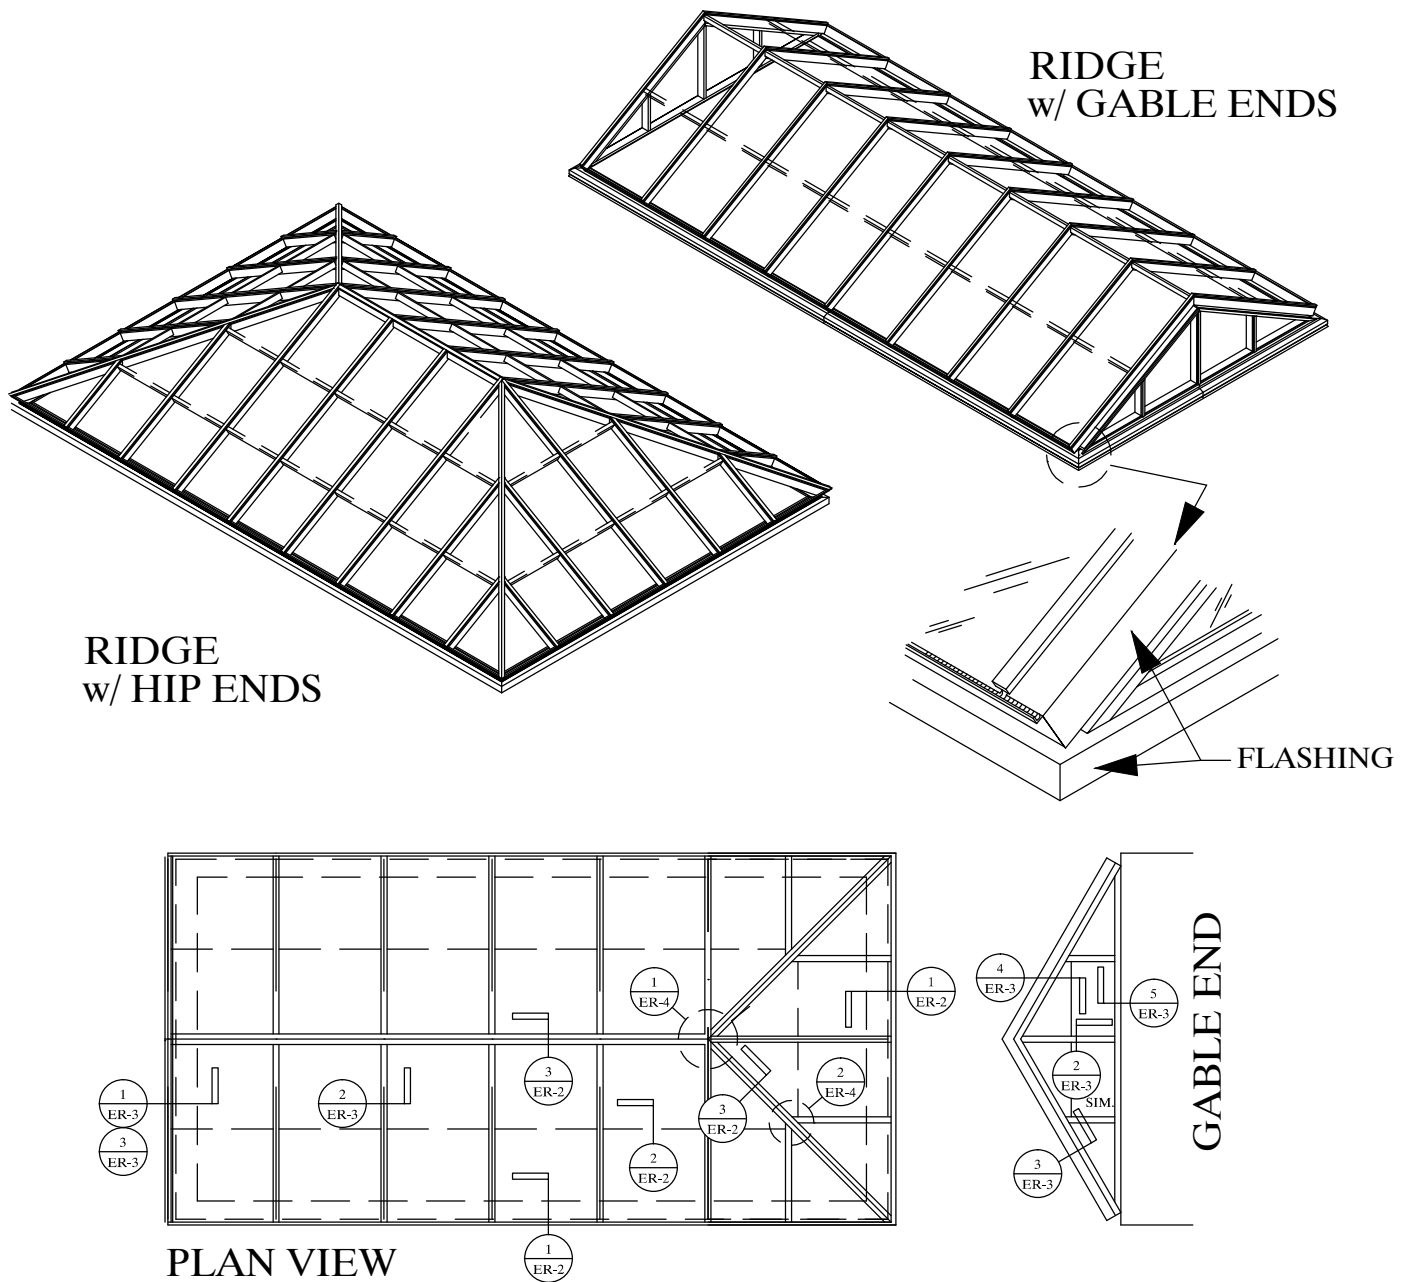 RIDGE
w/ GABLE ENDS
RIDGE
w/ HIP ENDS
FLASHING
1
ER-4
1
ER-2
4
ER-3
5
ER-3
GABLE END
3
ER-2
2
ER-4
2
ER-3
SIM.
1
ER-3
2
ER-3
3
ER-2
3
ER-3
2
ER-2
3
ER-3
1
ER-2
PLAN VIEW